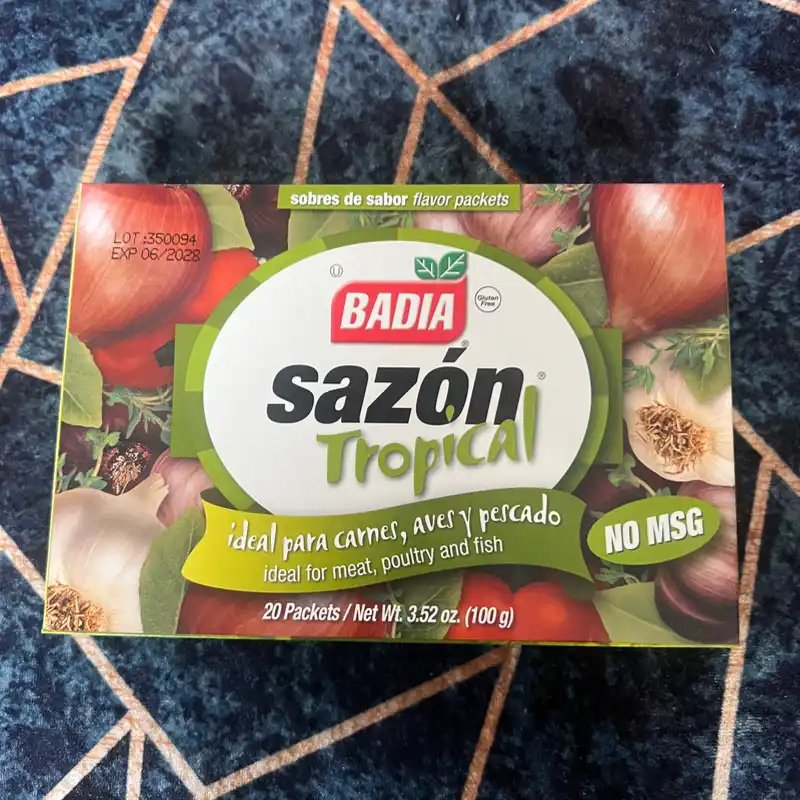 sobres de sabor flavor packets
LOT :350094
EXP 06/2028
U
BADIA®
Gluten Free
sazón®
Tropical
ideal para carnes, aves y pescado
ideal for meat, poultry and fish
NO MSG
20 Packets / Net Wt. 3.52 oz. (100 g)